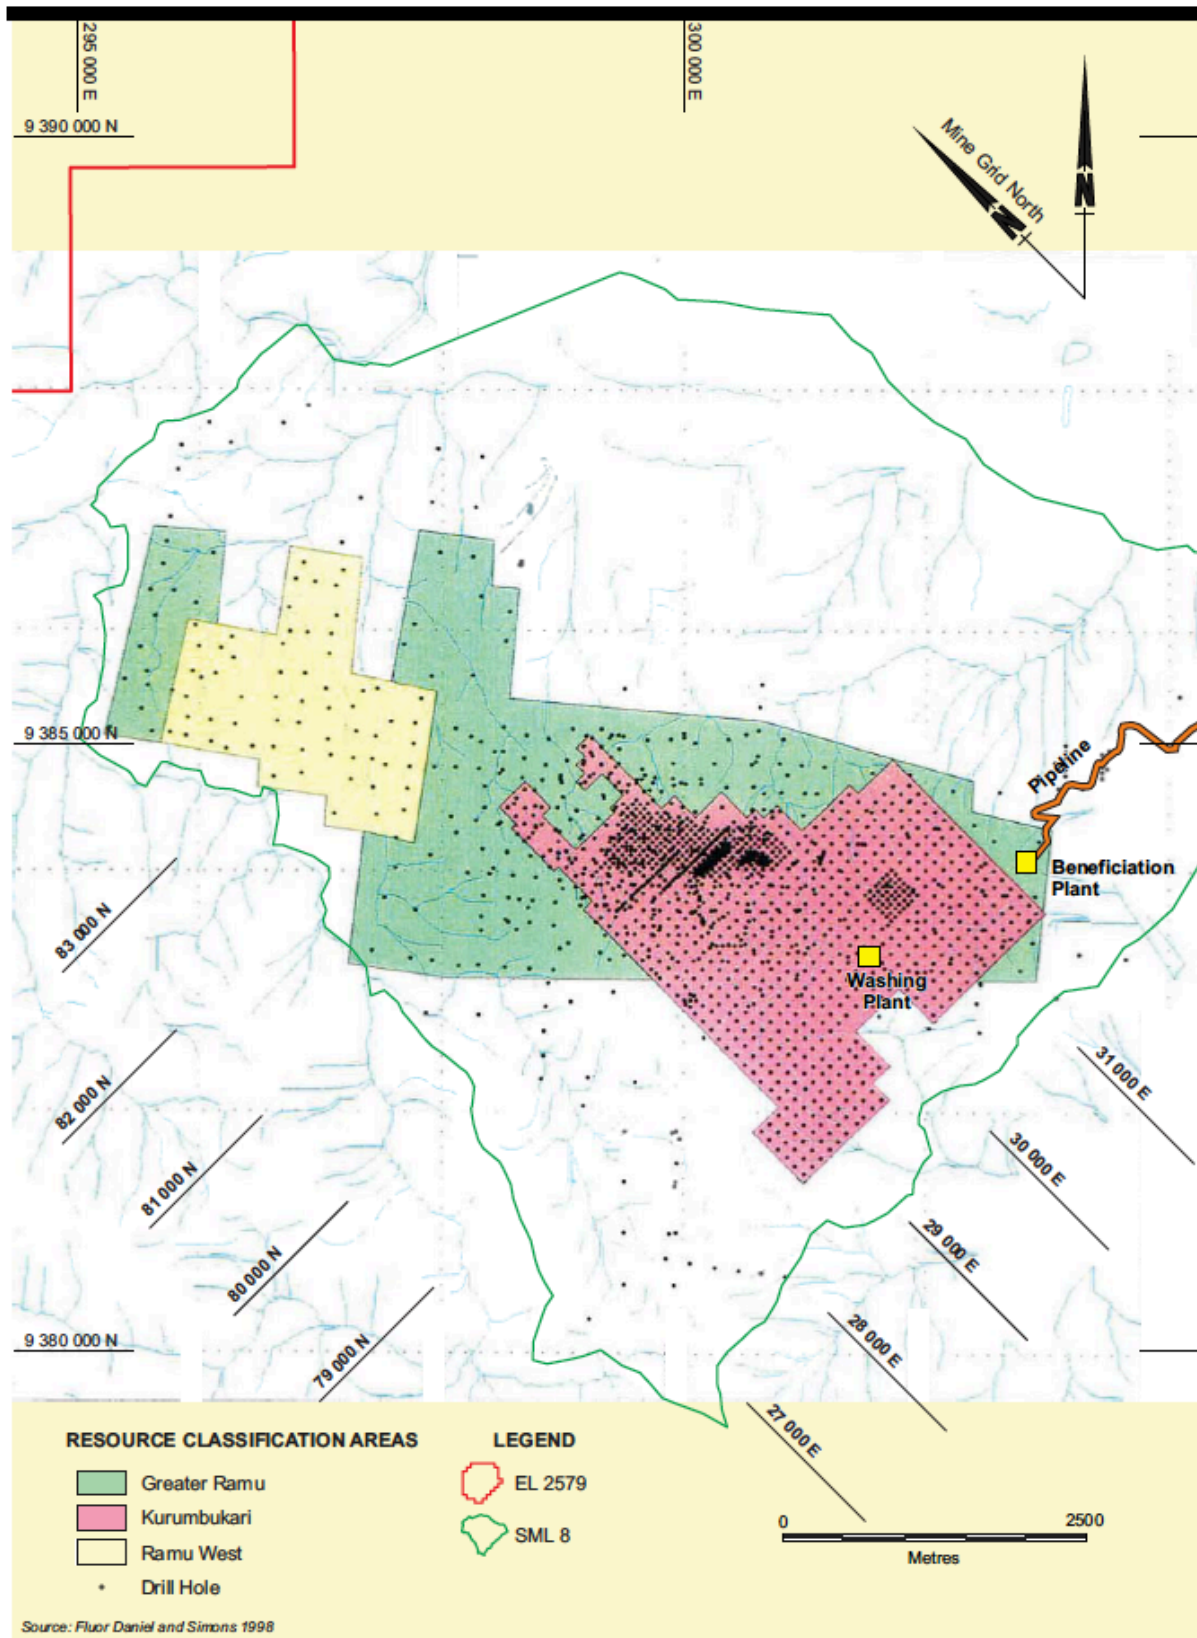 295 000 E
300 000 E
9 390 000 N
Mine Grid North
N
N
9 385 000 N
Pipeline
Beneficiation
Plant
83 000 N
Washing
Plant
82 000 N
31 000 E
81 000 N
30 000 E
80 000 N
29 000 E
9 380 000 N
79 000 N
28 000 E
27 000 E
RESOURCE CLASSIFICATION AREAS
Greater Ramu
Kurumbukari
Ramu West
Drill Hole
LEGEND
EL 2579
SML 8
0 2500
Metres
Source: Fluor Daniel and Simons 1998